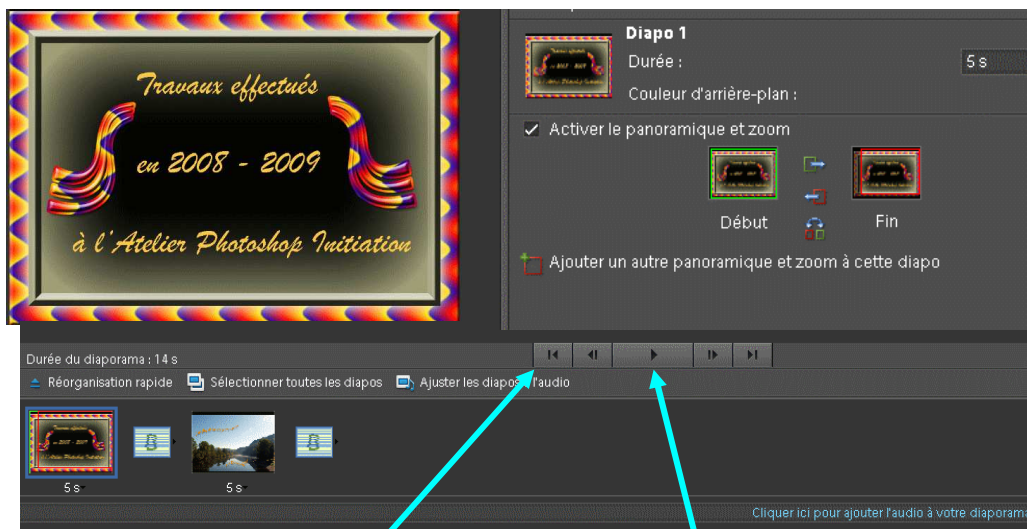 Travaux effectués
en 2008 - 2009
à l'Atelier Photoshop Initiation
Diapo 1
Durée :
5 s
Couleur d'arrière-plan :
Activer le panoramique et zoom
Début
Fin
Ajouter un autre panoramique et zoom à cette diapo
Durée du diaporama : 14 s
Réorganisation rapide
Sélectionner toutes les diapos
Ajuster les diapos l'audio
5 s
5 s
Cliquer ici pour ajouter l'audio à votre diaporama